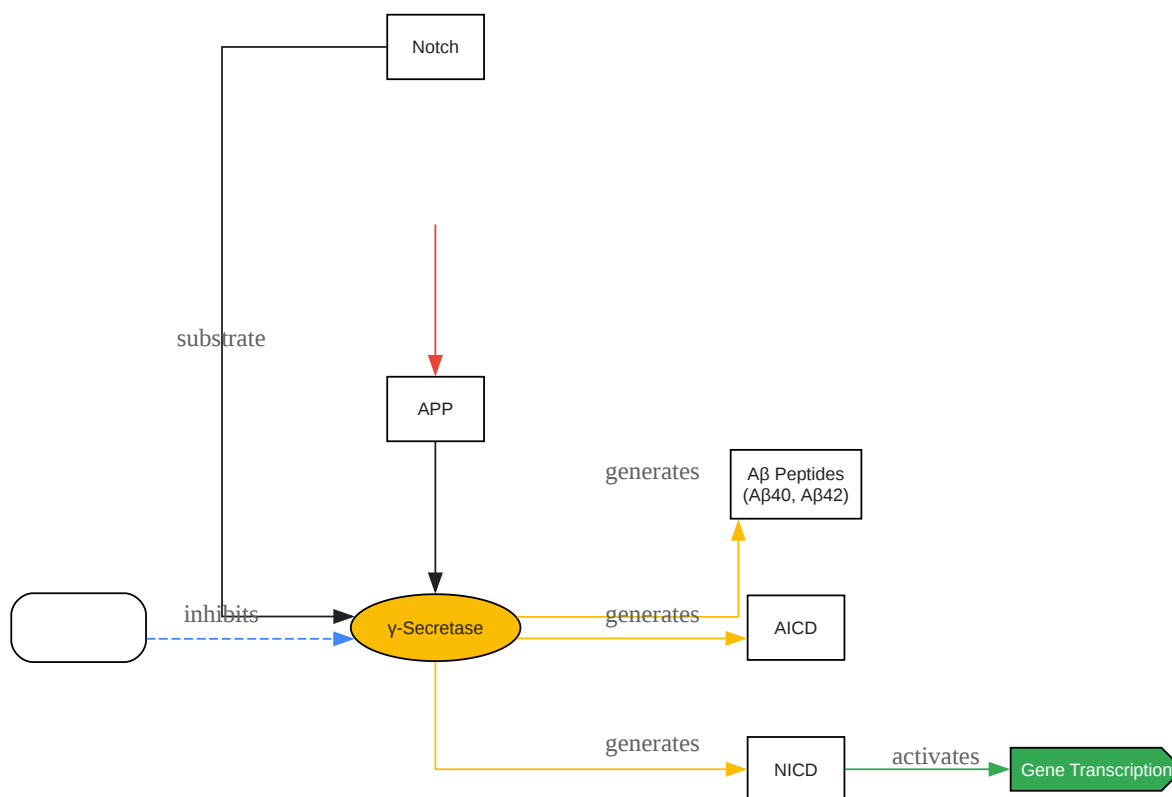 Notch
substrate
APP
generates
Aβ Peptides
(Aβ40, Aβ42)
inhibits
γ-Secretase
generates
AICD
generates
NICD
activates
Gene Transcription